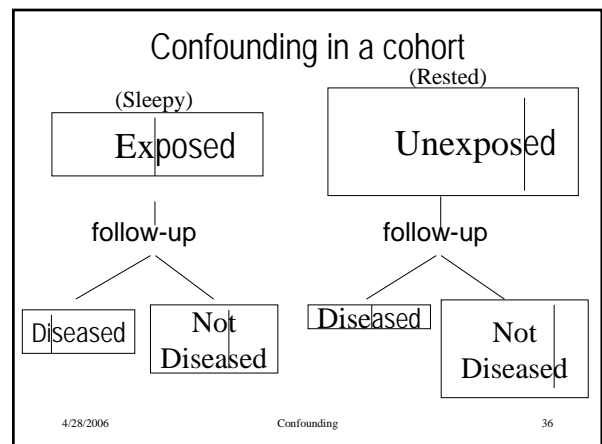 Confounding in a cohort
(Sleepy)
(Rested)
Exposed
Unexposed
follow-up
follow-up
Diseased
Not
Diseased
Diseased
Not
Diseased
4/28/2006
Confounding
36